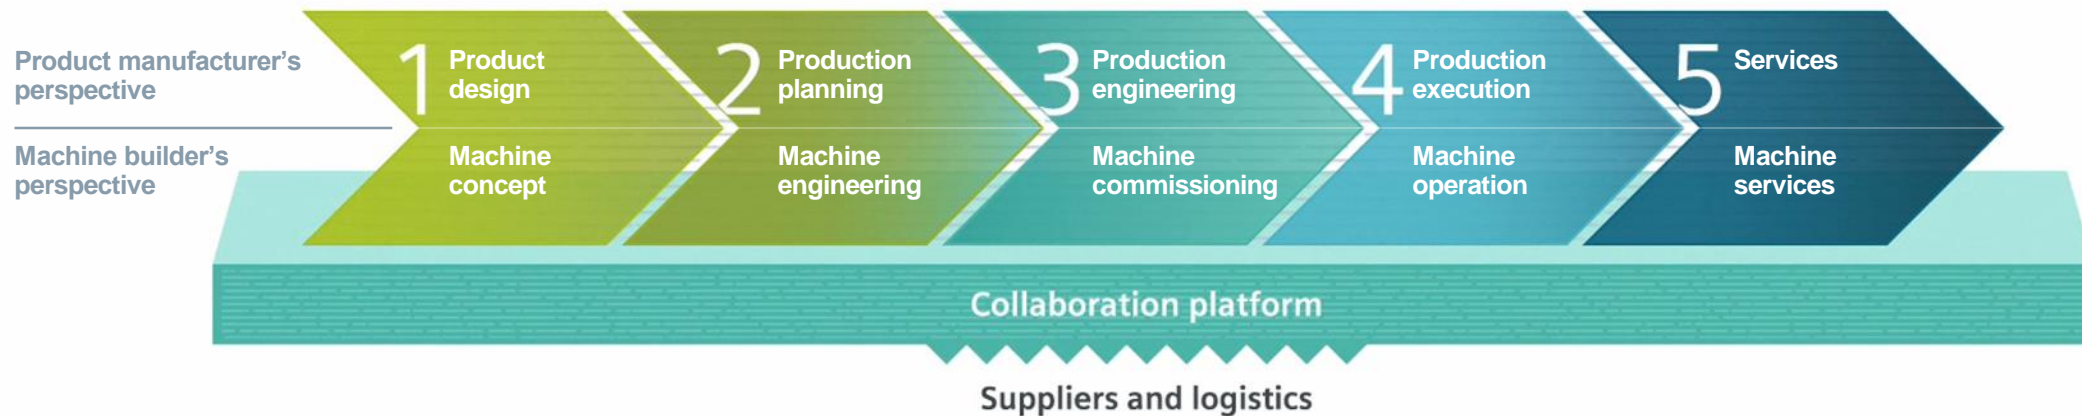 Product manufacturer’s
perspective
1 Product
design
2 Production
planning
3 Production
engineering
4 Production
execution
5 Services
Machine builder’s
perspective
Machine
concept
Machine
engineering
Machine
commissioning
Machine
operation
Machine
services
Collaboration platform
Suppliers and logistics